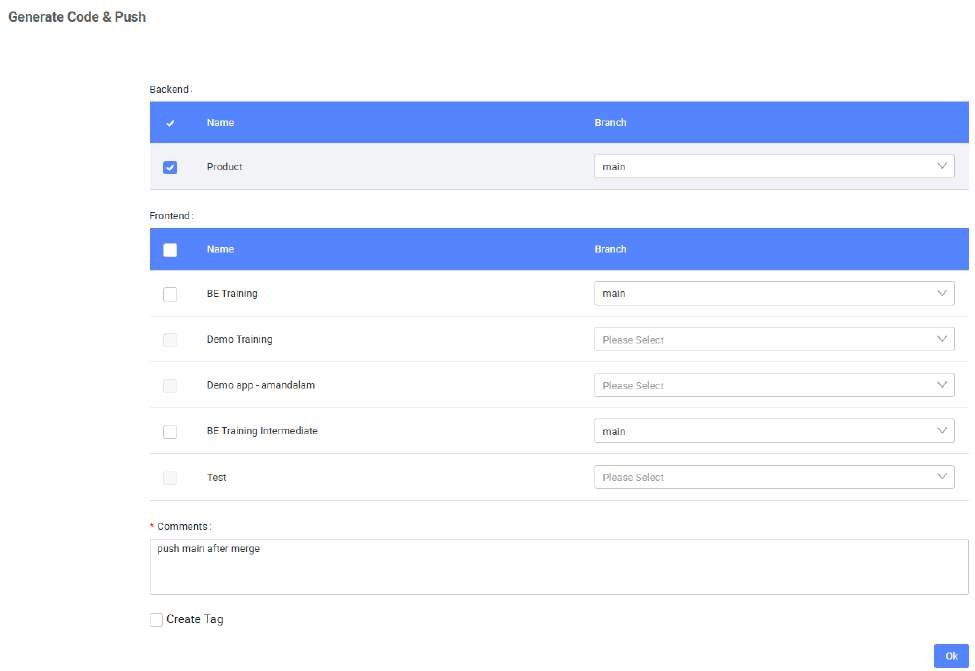 Generate Code & Push
Backend:
Name Branch
Product main
Frontend:
Name Branch
BE Training main
Demo Training Please Select
Demo app - amandalam Please Select
BE Training Intermediate main
Test Please Select
* Comments:
push main after merge
Create Tag
Ok